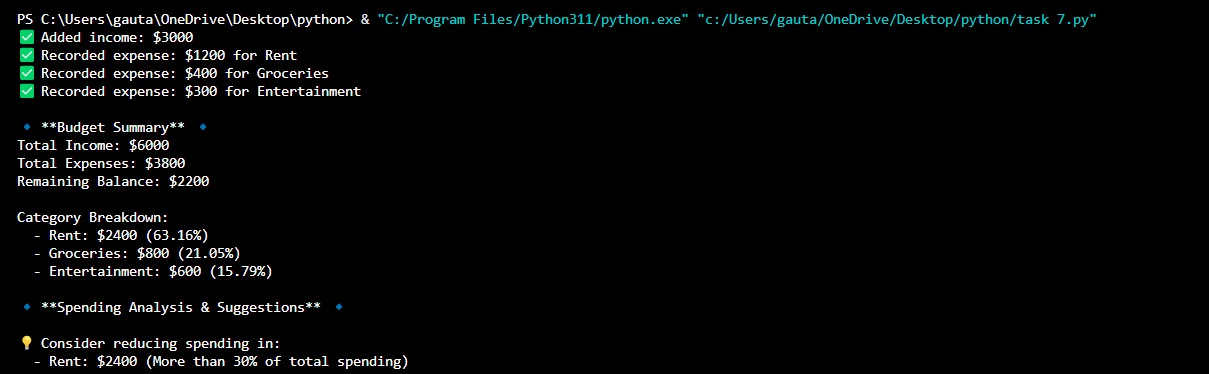 PS C:\Users\gauta\OneDrive\Desktop\python> & "C:/Program Files/Python311/python.exe" "c:/Users/gauta/OneDrive/Desktop/python/task 7.py"
✅ Added income: $3000
✅ Recorded expense: $1200 for Rent
✅ Recorded expense: $400 for Groceries
✅ Recorded expense: $300 for Entertainment
🔹 **Budget Summary** 🔹
Total Income: $6000
Total Expenses: $3800
Remaining Balance: $2200
Category Breakdown:
- Rent: $2400 (63.16%)
- Groceries: $800 (21.05%)
- Entertainment: $600 (15.79%)
🔹 **Spending Analysis & Suggestions** 🔹
💡 Consider reducing spending in:
- Rent: $2400 (More than 30% of total spending)